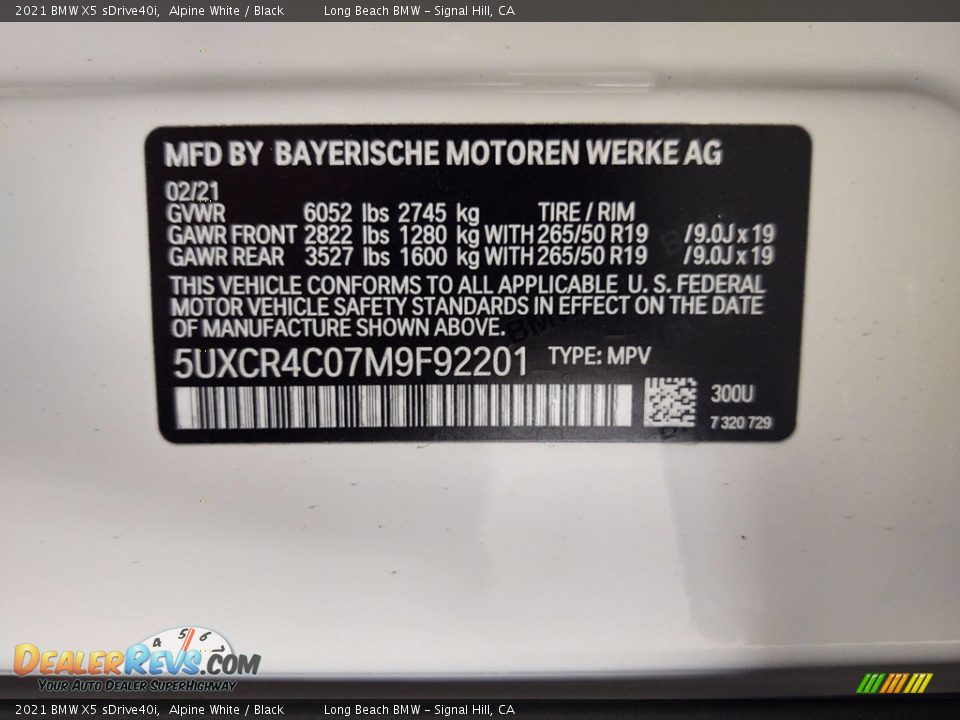 2021 BMW X5 sDrive40i, Alpine White / Black Long Beach BMW - Signal Hill, CA
MFD BY BAYERISCHE MOTOREN WERKE AG
02/21
GVWR 6052 lbs 2745 kg TIRE / RIM
GAWR FRONT 2822 lbs 1280 kg WITH 265/50 R19 /9.0J x 19
GAWR REAR 3527 lbs 1600 kg WITH 265/50 R19 /9.0J x 19
THIS VEHICLE CONFORMS TO ALL APPLICABLE U. S. FEDERAL
MOTOR VEHICLE SAFETY STANDARDS IN EFFECT ON THE DATE
OF MANUFACTURE SHOWN ABOVE.
5UXCR4C07M9F92201 TYPE: MPV
300U
7 320 729
4 5 6
DEALERREVS.COM
YOUR AUTO DEALER SUPERHIGHWAY
2021 BMW X5 sDrive40i, Alpine White / Black Long Beach BMW - Signal Hill, CA